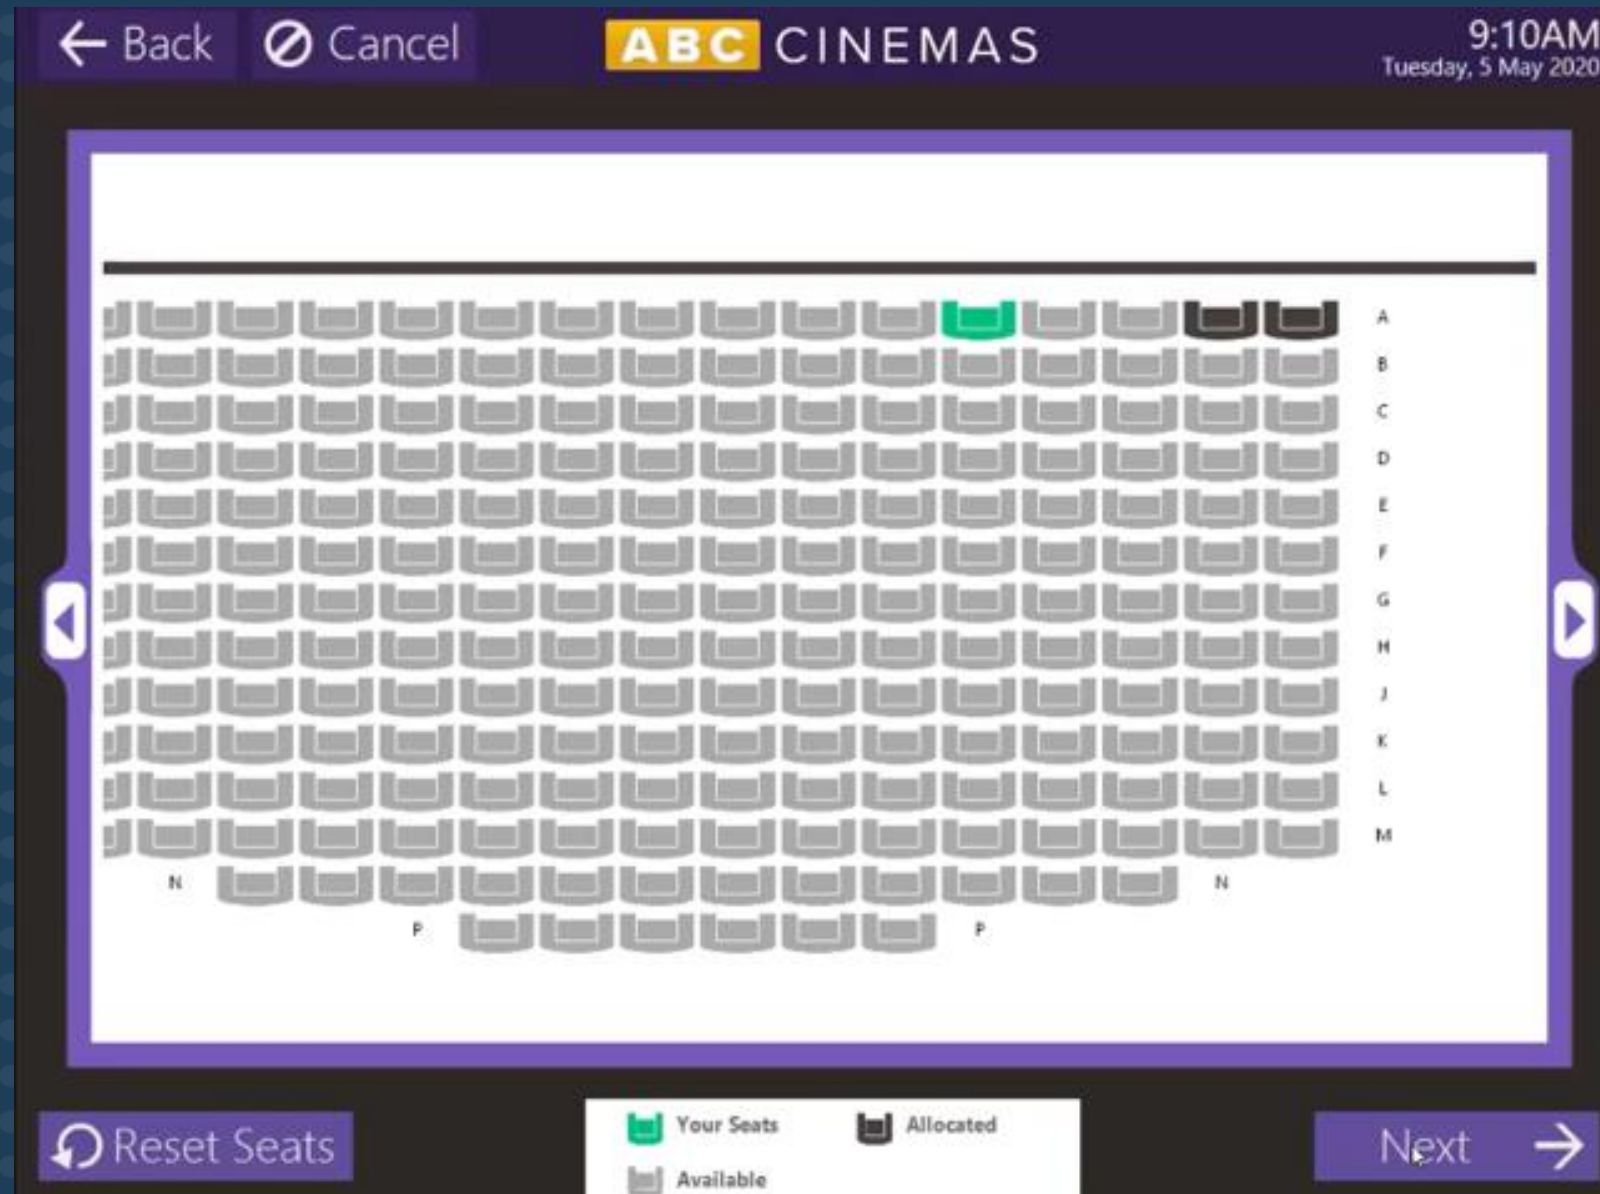 Back Cancel ABC CINEMAS 9:10AM
Tuesday, 5 May 2020
A
B
C
D
E
F
G
H
J
K
L
M
N N
P P
Reset Seats
Your Seats Allocated
Available
Next